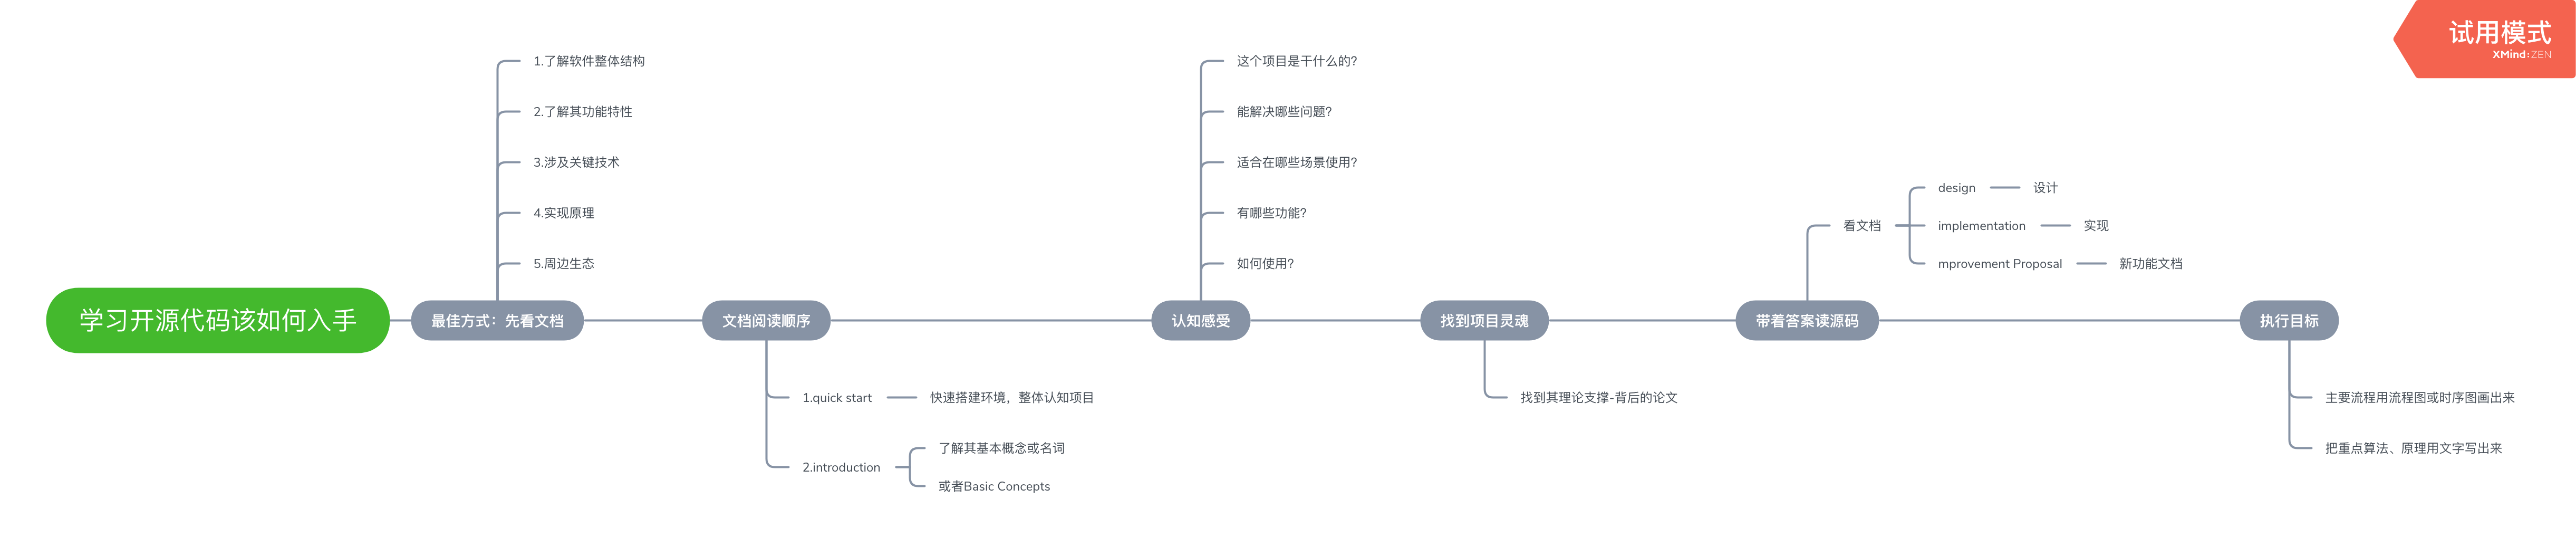 试用模式
XMind:ZEN
学习开源代码该如何入手
最佳方式：先看文档
1.了解软件整体结构
2.了解其功能特性
3.涉及关键技术
4.实现原理
5.周边生态
文档阅读顺序
1.quick start
快速搭建环境，整体认知项目
2.introduction
了解其基本概念或名词
或者Basic Concepts
认知感受
这个项目是干什么的?
能解决哪些问题?
适合在哪些场景使用?
有哪些功能?
如何使用?
找到项目灵魂
找到其理论支撑-背后的论文
带着答案读源码
看文档
design
设计
implementation
实现
mprovement Proposal
新功能文档
执行目标
主要流程用流程图或时序图画出来
把重点算法、原理用文字写出来